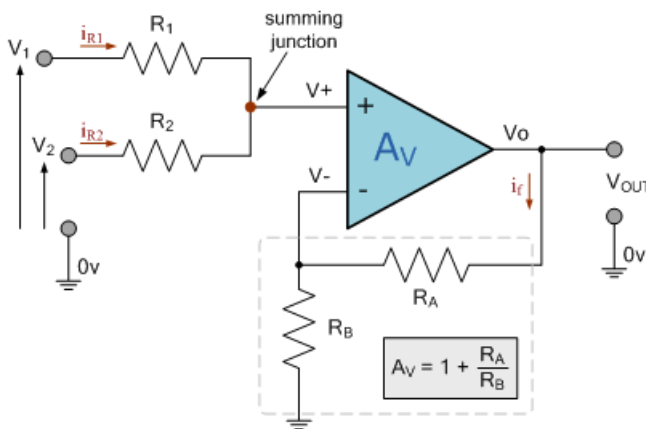 summing
junction
V1
iR1
R1
V+
+
AV
Vo
V2
iR2
R2
V-
-
if
VOUT
0v
0v
RA
RB
AV = 1 + RA/RB